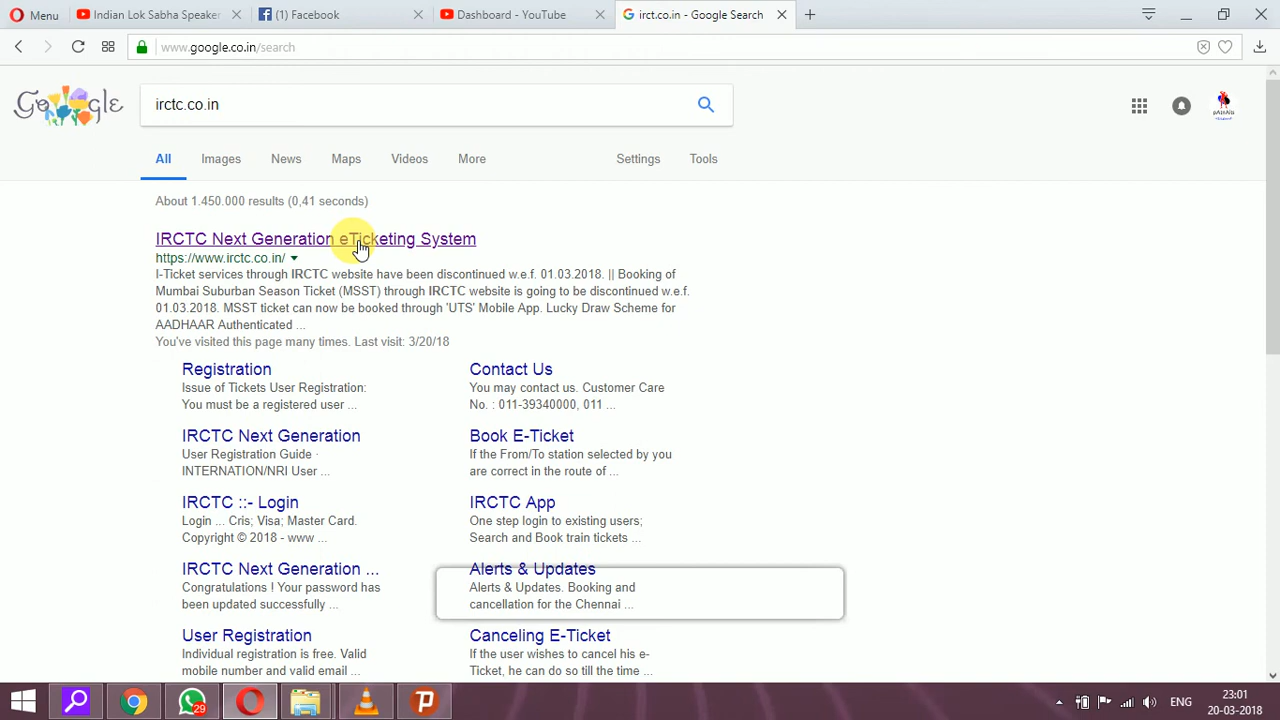 Menu
Indian Lok Sabha Speaker
(1) Facebook
Dashboard - YouTube
irct.co.in - Google Search
www.google.co.in/search
Google
irctc.co.in
All
Images
News
Maps
Videos
More
Settings
Tools
About 1.450.000 results (0,41 seconds)
IRCTC Next Generation eTicketing System
https://www.irctc.co.in/
I-Ticket services through IRCTC website have been discontinued w.e.f. 01.03.2018. || Booking of
Mumbai Suburban Season Ticket (MSST) through IRCTC website is going to be discontinued w.e.f.
01.03.2018. MSST ticket can now be booked through 'UTS' Mobile App. Lucky Draw Scheme for
AADHAAR Authenticated ...
You've visited this page many times. Last visit: 3/20/18
Registration
Issue of Tickets User Registration:
You must be a registered user ...
Contact Us
You may contact us. Customer Care
No. : 011-39340000, 011 ...
IRCTC Next Generation
User Registration Guide ·
INTERNATION/NRI User ...
Book E-Ticket
If the From/To station selected by you
are correct in the route of ...
IRCTC ::- Login
Login ... Cris; Visa; Master Card.
Copyright © 2018 - www ...
IRCTC App
One step login to existing users;
Search and Book train tickets ...
IRCTC Next Generation ...
Congratulations ! Your password has
been updated successfully ...
Alerts & Updates
Alerts & Updates. Booking and
cancellation for the Chennai ...
User Registration
Individual registration is free. Valid
mobile number and valid email ...
Canceling E-Ticket
If the user wishes to cancel his e-
Ticket, he can do so till the time ...
29
ENG
23:01
20-03-2018